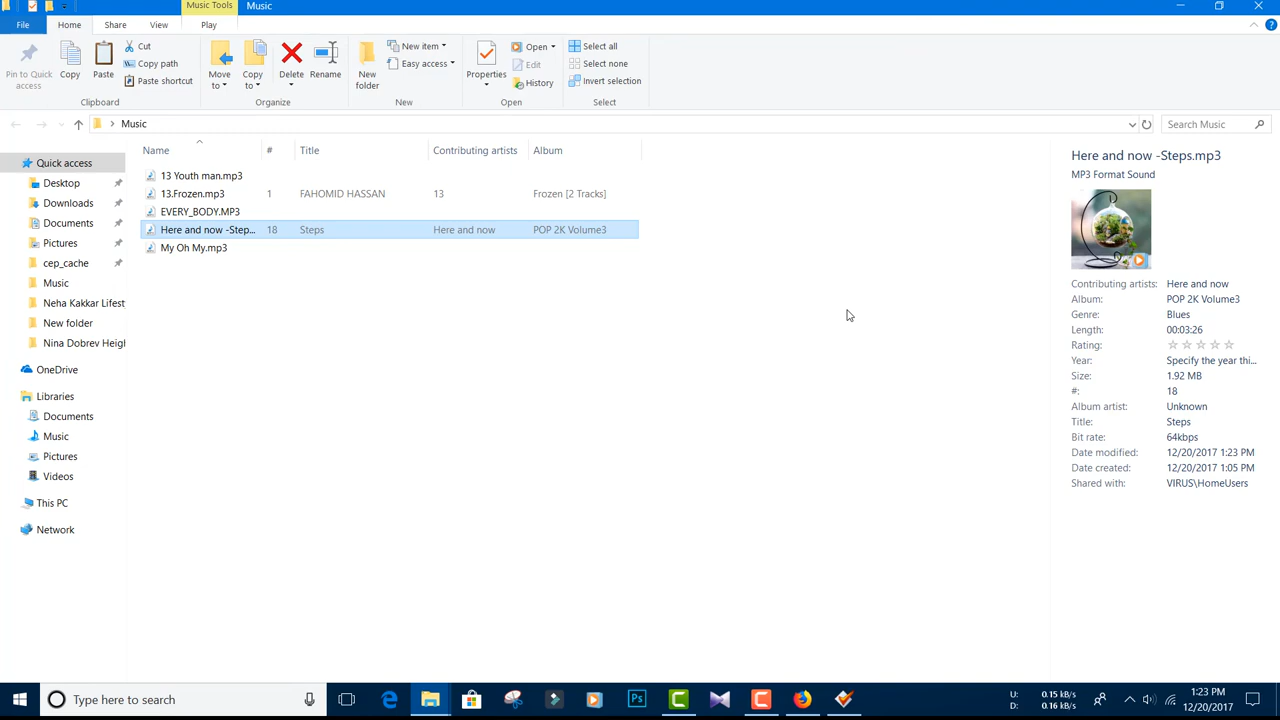 Music Tools
Music
File
Home
Share
View
Play
Pin to Quick access
Copy
Paste
Cut
Copy path
Paste shortcut
Clipboard
Move to
Copy to
Delete
Rename
Organize
New folder
New item
Easy access
New
Properties
Open
Edit
History
Open
Select all
Select none
Invert selection
Select
Music
Search Music
Name
#
Title
Contributing artists
Album
13 Youth man.mp3
13.Frozen.mp3 1 FAHOMID HASSAN 13 Frozen [2 Tracks]
EVERY_BODY.MP3
Here and now -Step... 18 Steps Here and now POP 2K Volume3
My Oh My.mp3
Quick access
Desktop
Downloads
Documents
Pictures
cep_cache
Music
Neha Kakkar Lifest
New folder
Nina Dobrev Heigh
OneDrive
Libraries
Documents
Music
Pictures
Videos
This PC
Network
Here and now -Steps.mp3
MP3 Format Sound
Contributing artists: Here and now
Album: POP 2K Volume3
Genre: Blues
Length: 00:03:26
Rating:
Year: Specify the year thi...
Size: 1.92 MB
#: 18
Album artist: Unknown
Title: Steps
Bit rate: 64kbps
Date modified: 12/20/2017 1:23 PM
Date created: 12/20/2017 1:05 PM
Shared with: VIRUS\HomeUsers
Type here to search
Ps
U: 0.15 kB/s
D: 0.16 kB/s
1:23 PM
12/20/2017